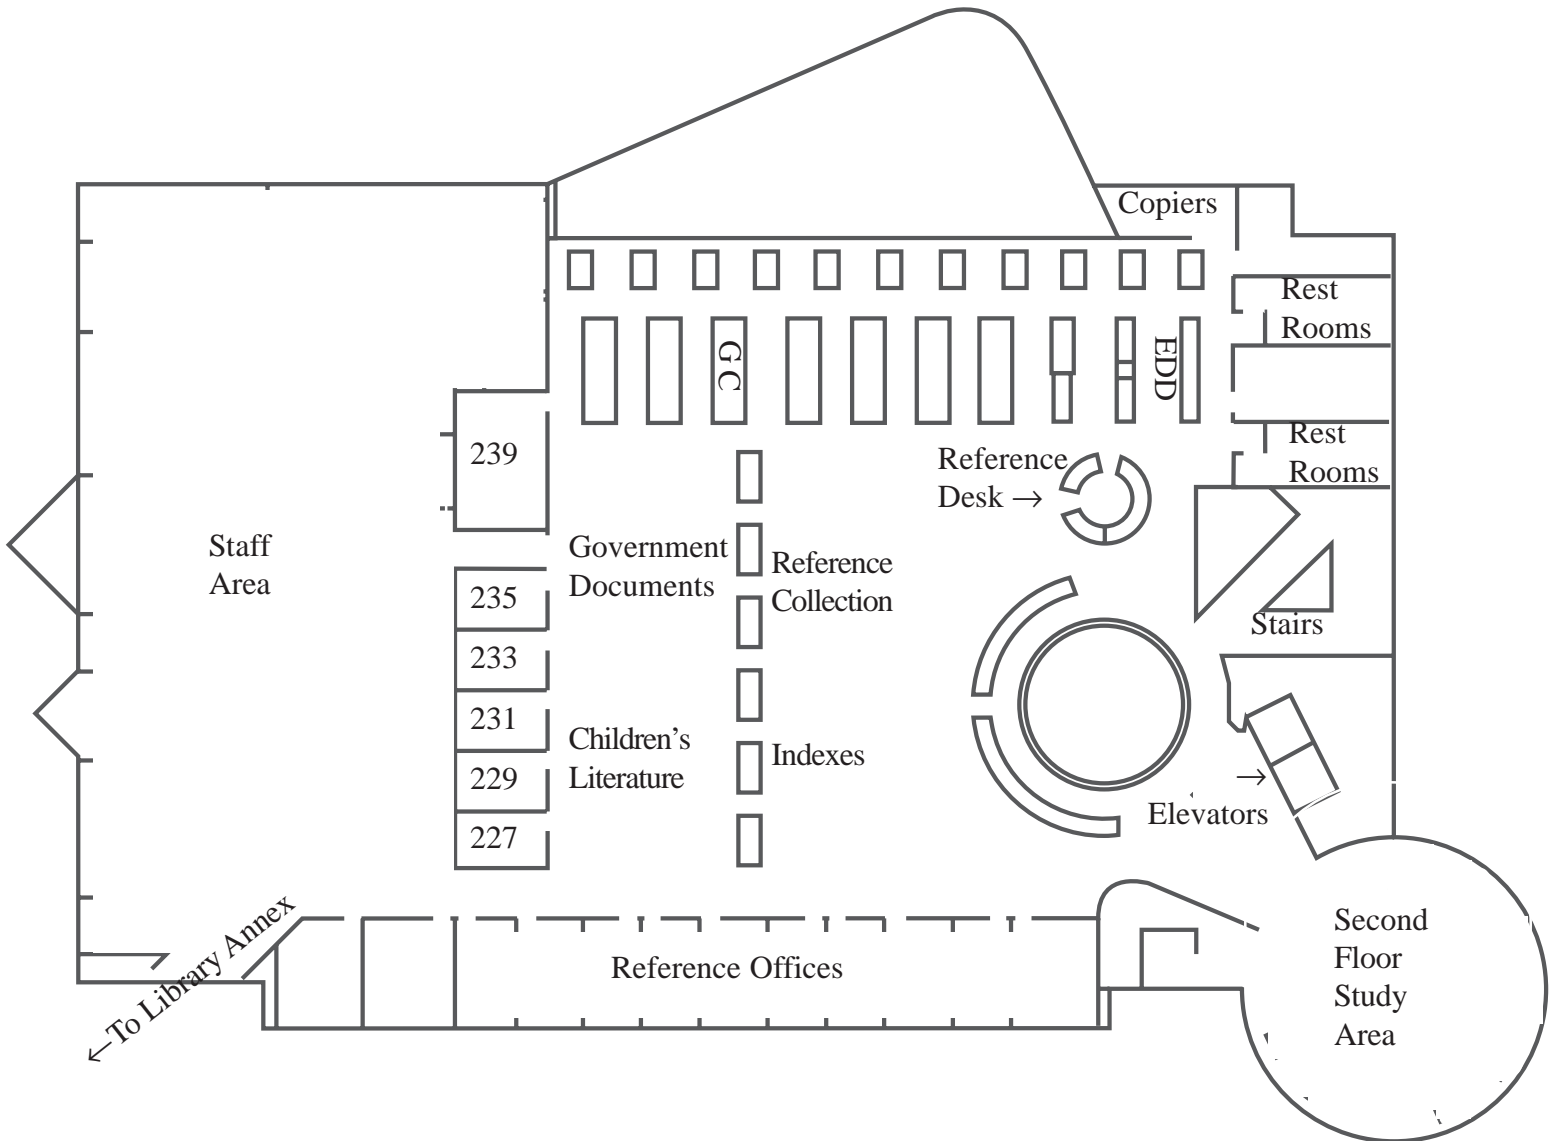 Copiers
Rest
Rooms
G C
EDD
Rest
Rooms
239
Reference
Desk →
Staff
Area
Government
Documents
Reference
Collection
235
Stairs
233
231
Children's
Literature
Indexes
229
→
Elevators
227
←To Library Annex
Reference Offices
Second
Floor
Study
Area